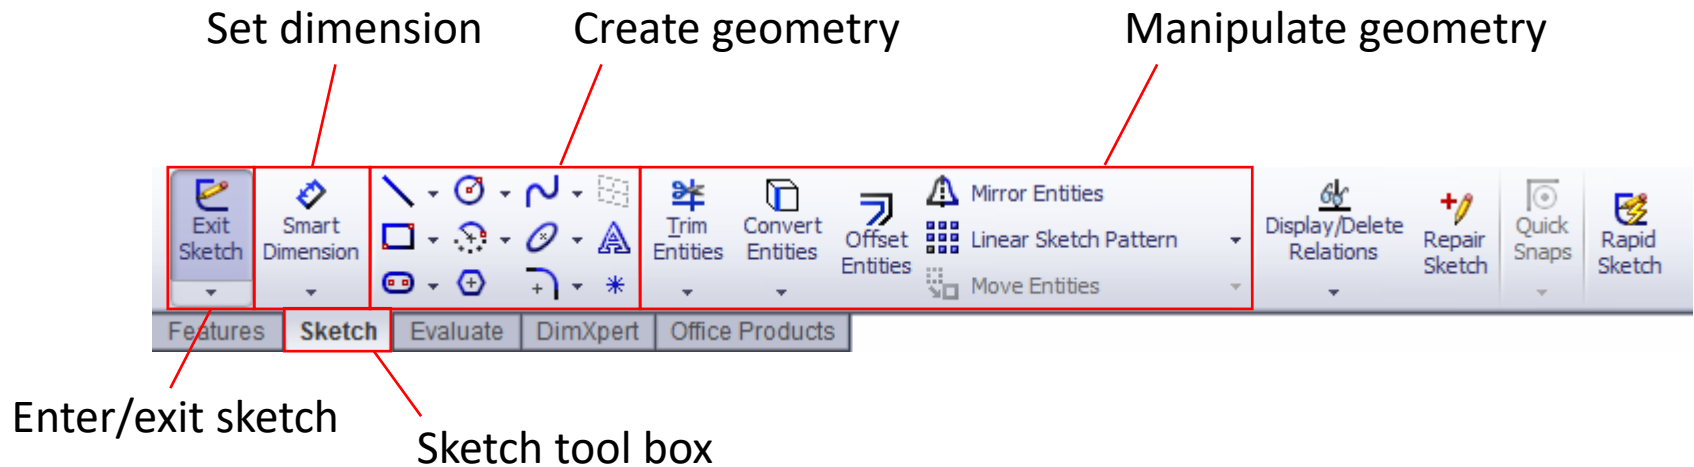 Set dimension
Create geometry
Manipulate geometry
Exit
Sketch
Smart
Dimension
Trim
Entities
Convert
Entities
Offset
Entities
Mirror Entities
Linear Sketch Pattern
Move Entities
Display/Delete
Relations
Repair
Sketch
Quick
Snaps
Rapid
Sketch
Features
Sketch
Evaluate
DimXpert
Office Products
Enter/exit sketch
Sketch tool box